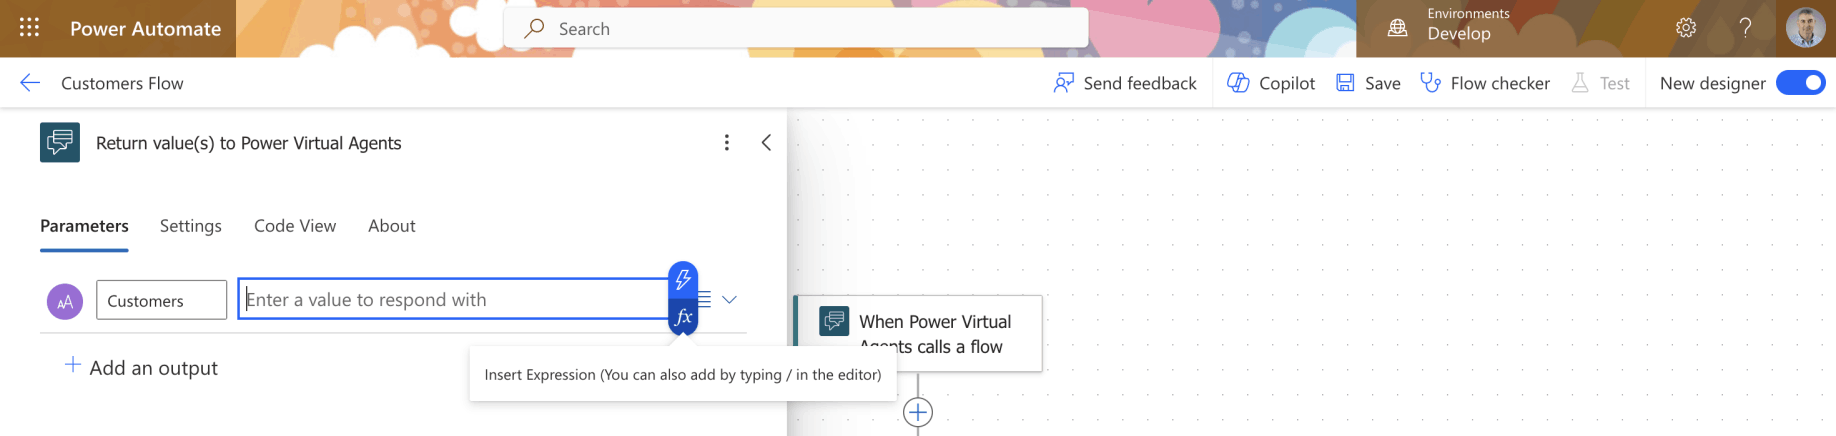 Power Automate
Search
Environments
Develop
?
Customers Flow
Send feedback
Copilot
Save
Flow checker
Test
New designer
Return value(s) to Power Virtual Agents
Parameters
Settings
Code View
About
AA
Customers
Enter a value to respond with
fx
Add an output
Insert Expression (You can also add by typing / in the editor)
When Power Virtual
Agents calls a flow